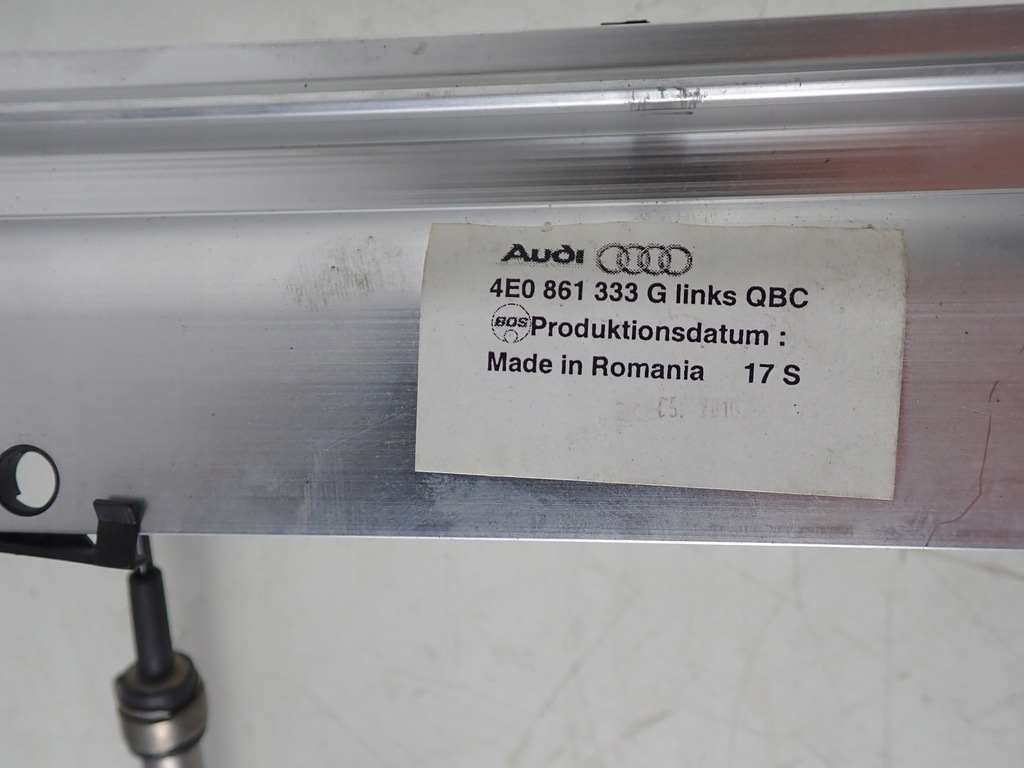 Audi
4E0 861 333 G links QBC
BOS Produktionsdatum :
Made in Romania 17 S